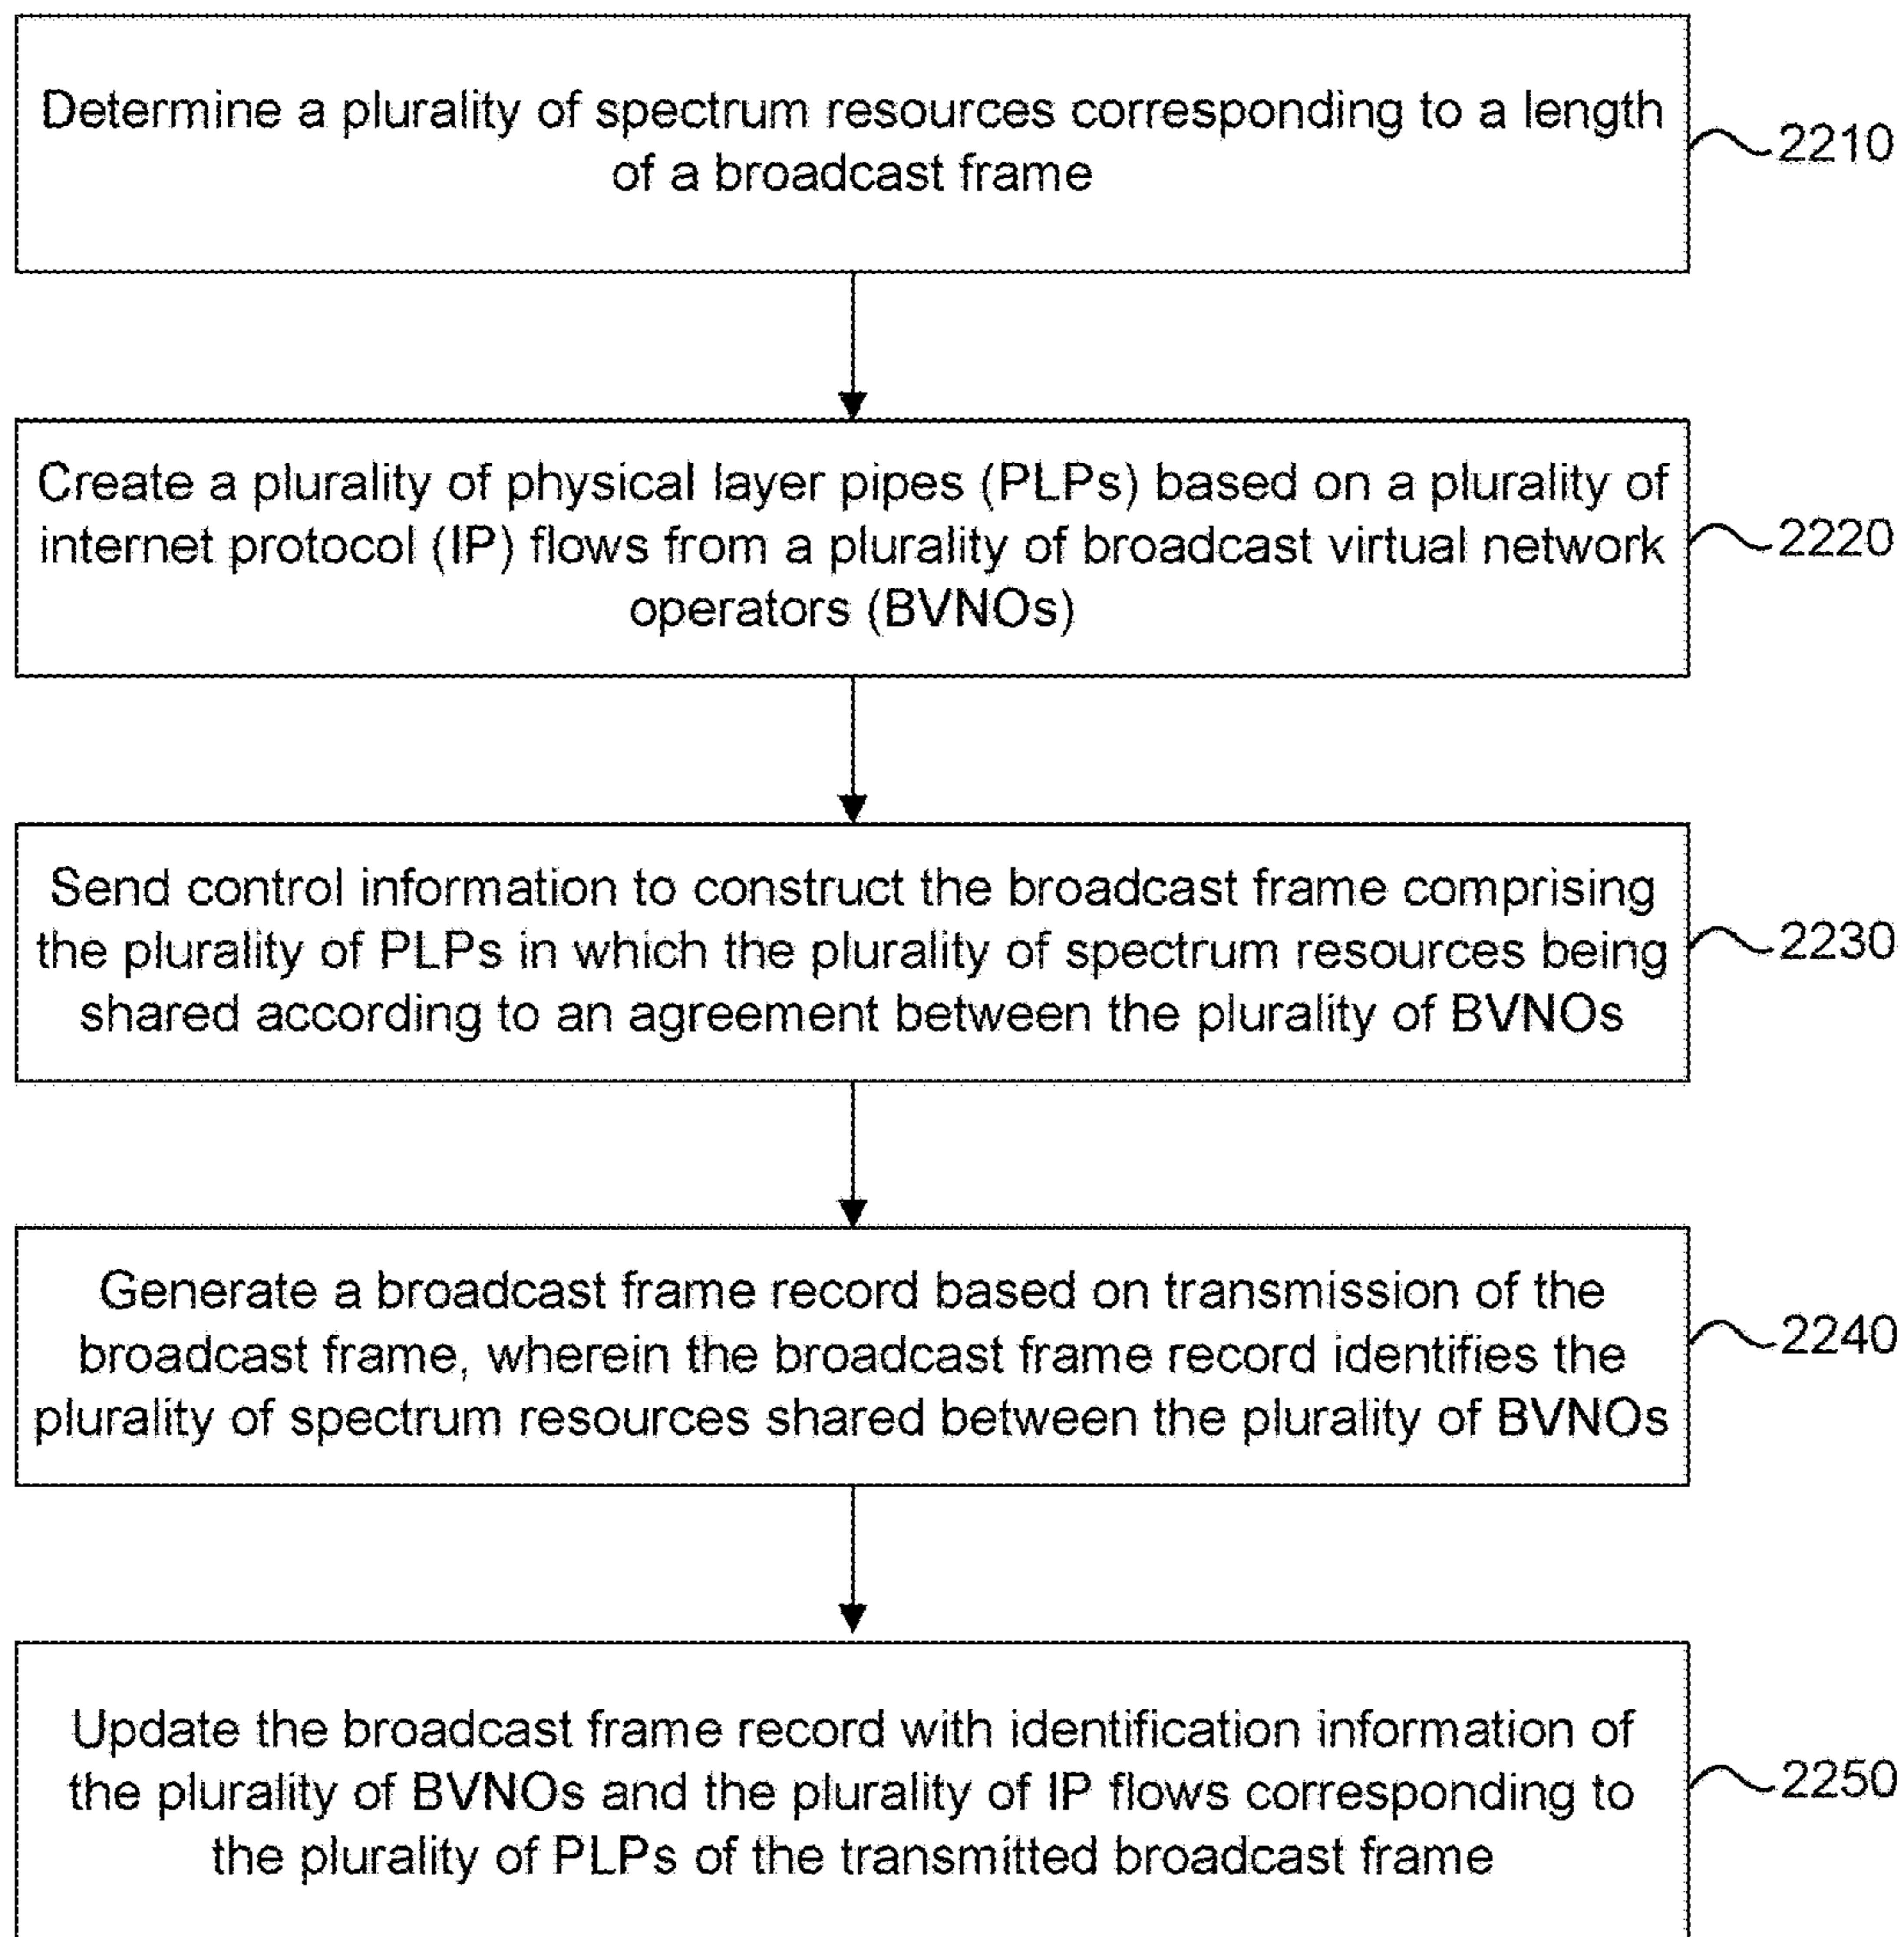 Determine a plurality of spectrum resources corresponding to a length
of a broadcast frame
2210
Create a plurality of physical layer pipes (PLPs) based on a plurality of
internet protocol (IP) flows from a plurality of broadcast virtual network
operators (BVNOs)
2220
Send control information to construct the broadcast frame comprising
the plurality of PLPs in which the plurality of spectrum resources being
shared according to an agreement between the plurality of BVNOs
2230
Generate a broadcast frame record based on transmission of the
broadcast frame, wherein the broadcast frame record identifies the
plurality of spectrum resources shared between the plurality of BVNOs
2240
Update the broadcast frame record with identification information of
the plurality of BVNOs and the plurality of IP flows corresponding to
the plurality of PLPs of the transmitted broadcast frame
2250